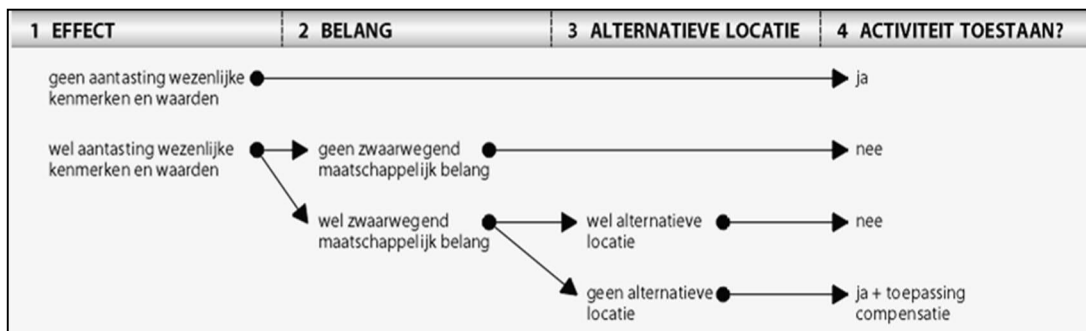 1 EFFECT
2 BELANG
3 ALTERNATIEVE LOCATIE
4 ACTIVITEIT TOESTAAN?
geen aantasting wezenlijke
kenmerken en waarden
ja
wel aantasting wezenlijke
kenmerken en waarden
geen zwaarwegend
maatschappelijk belang
nee
wel zwaarwegend
maatschappelijk belang
wel alternatieve
locatie
nee
geen alternatieve
locatie
ja + toepassing
compensatie